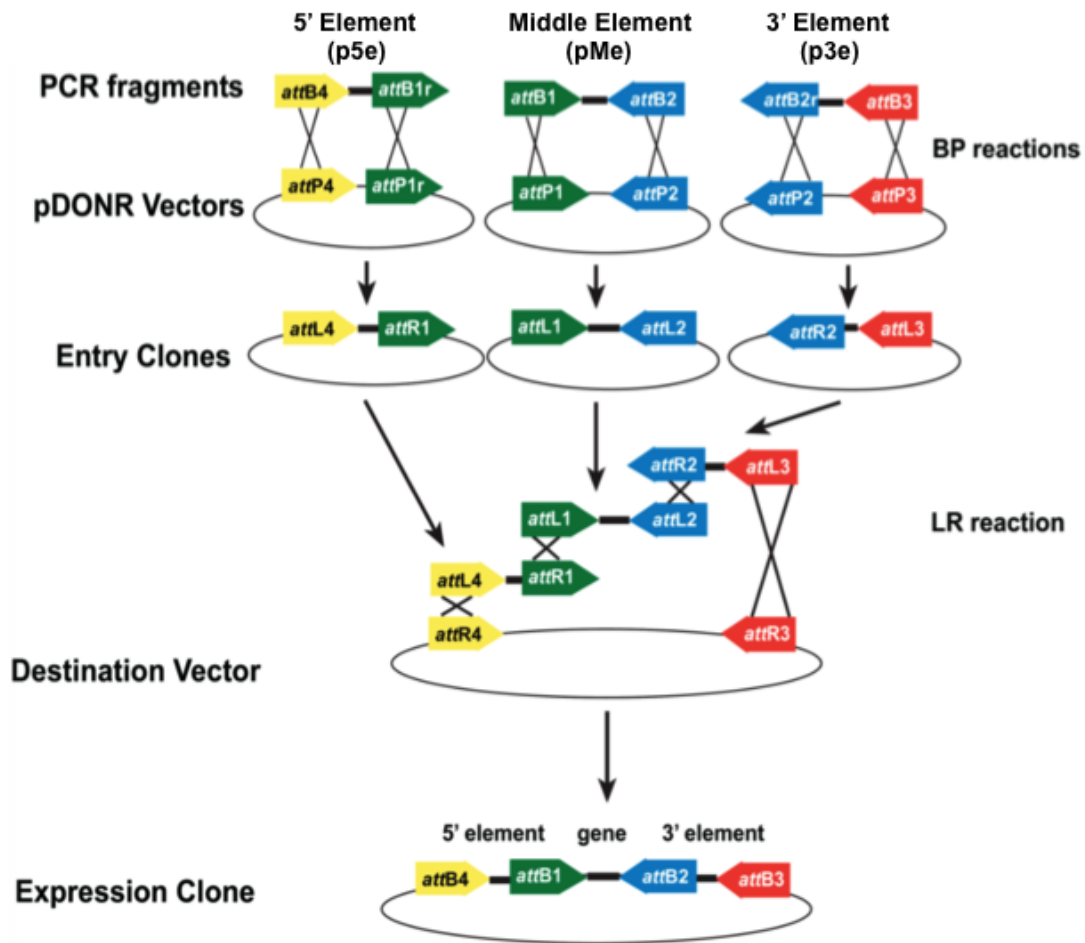 5' Element Middle Element 3' Element
(p5e) (pMe) (p3e)
PCR fragments attB4 attB1r attB1 attB2 attB2r attB3
BP reactions
pDONR Vectors attP4 attP1r attP1 attP2 attP2 attP3
Entry Clones attL4 attR1 attL1 attL2 attR2 attL3
attR2 attL3
attL1 attL2 LR reaction
attL4 attR1
attR4 attR3
Destination Vector
5' element gene 3' element
Expression Clone attB4 attB1 attB2 attB3